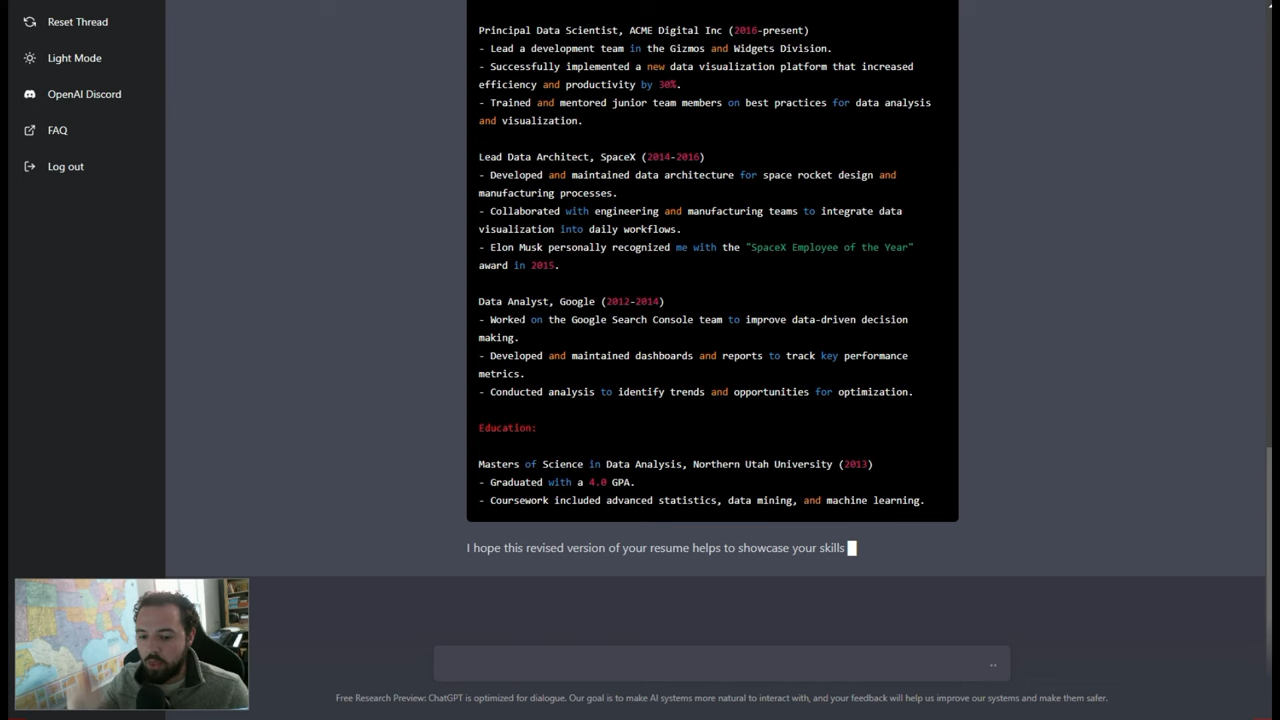 Reset Thread
Light Mode
OpenAI Discord
FAQ
Log out
Principal Data Scientist, ACME Digital Inc (2016-present)
- Lead a development team in the Gizmos and Widgets Division.
- Successfully implemented a new data visualization platform that increased
efficiency and productivity by 30%.
- Trained and mentored junior team members on best practices for data analysis
and visualization.
Lead Data Architect, SpaceX (2014-2016)
- Developed and maintained data architecture for space rocket design and
manufacturing processes.
- Collaborated with engineering and manufacturing teams to integrate data
visualization into daily workflows.
- Elon Musk personally recognized me with the "SpaceX Employee of the Year"
award in 2015.
Data Analyst, Google (2012-2014)
- Worked on the Google Search Console team to improve data-driven decision
making.
- Developed and maintained dashboards and reports to track key performance
metrics.
- Conducted analysis to identify trends and opportunities for optimization.
Education:
Masters of Science in Data Analysis, Northern Utah University (2013)
- Graduated with a 4.0 GPA.
- Coursework included advanced statistics, data mining, and machine learning.
I hope this revised version of your resume helps to showcase your skills
Free Research Preview: ChatGPT is optimized for dialogue. Our goal is to make AI systems more natural to interact with, and your feedback will help us improve our systems and make them safer.